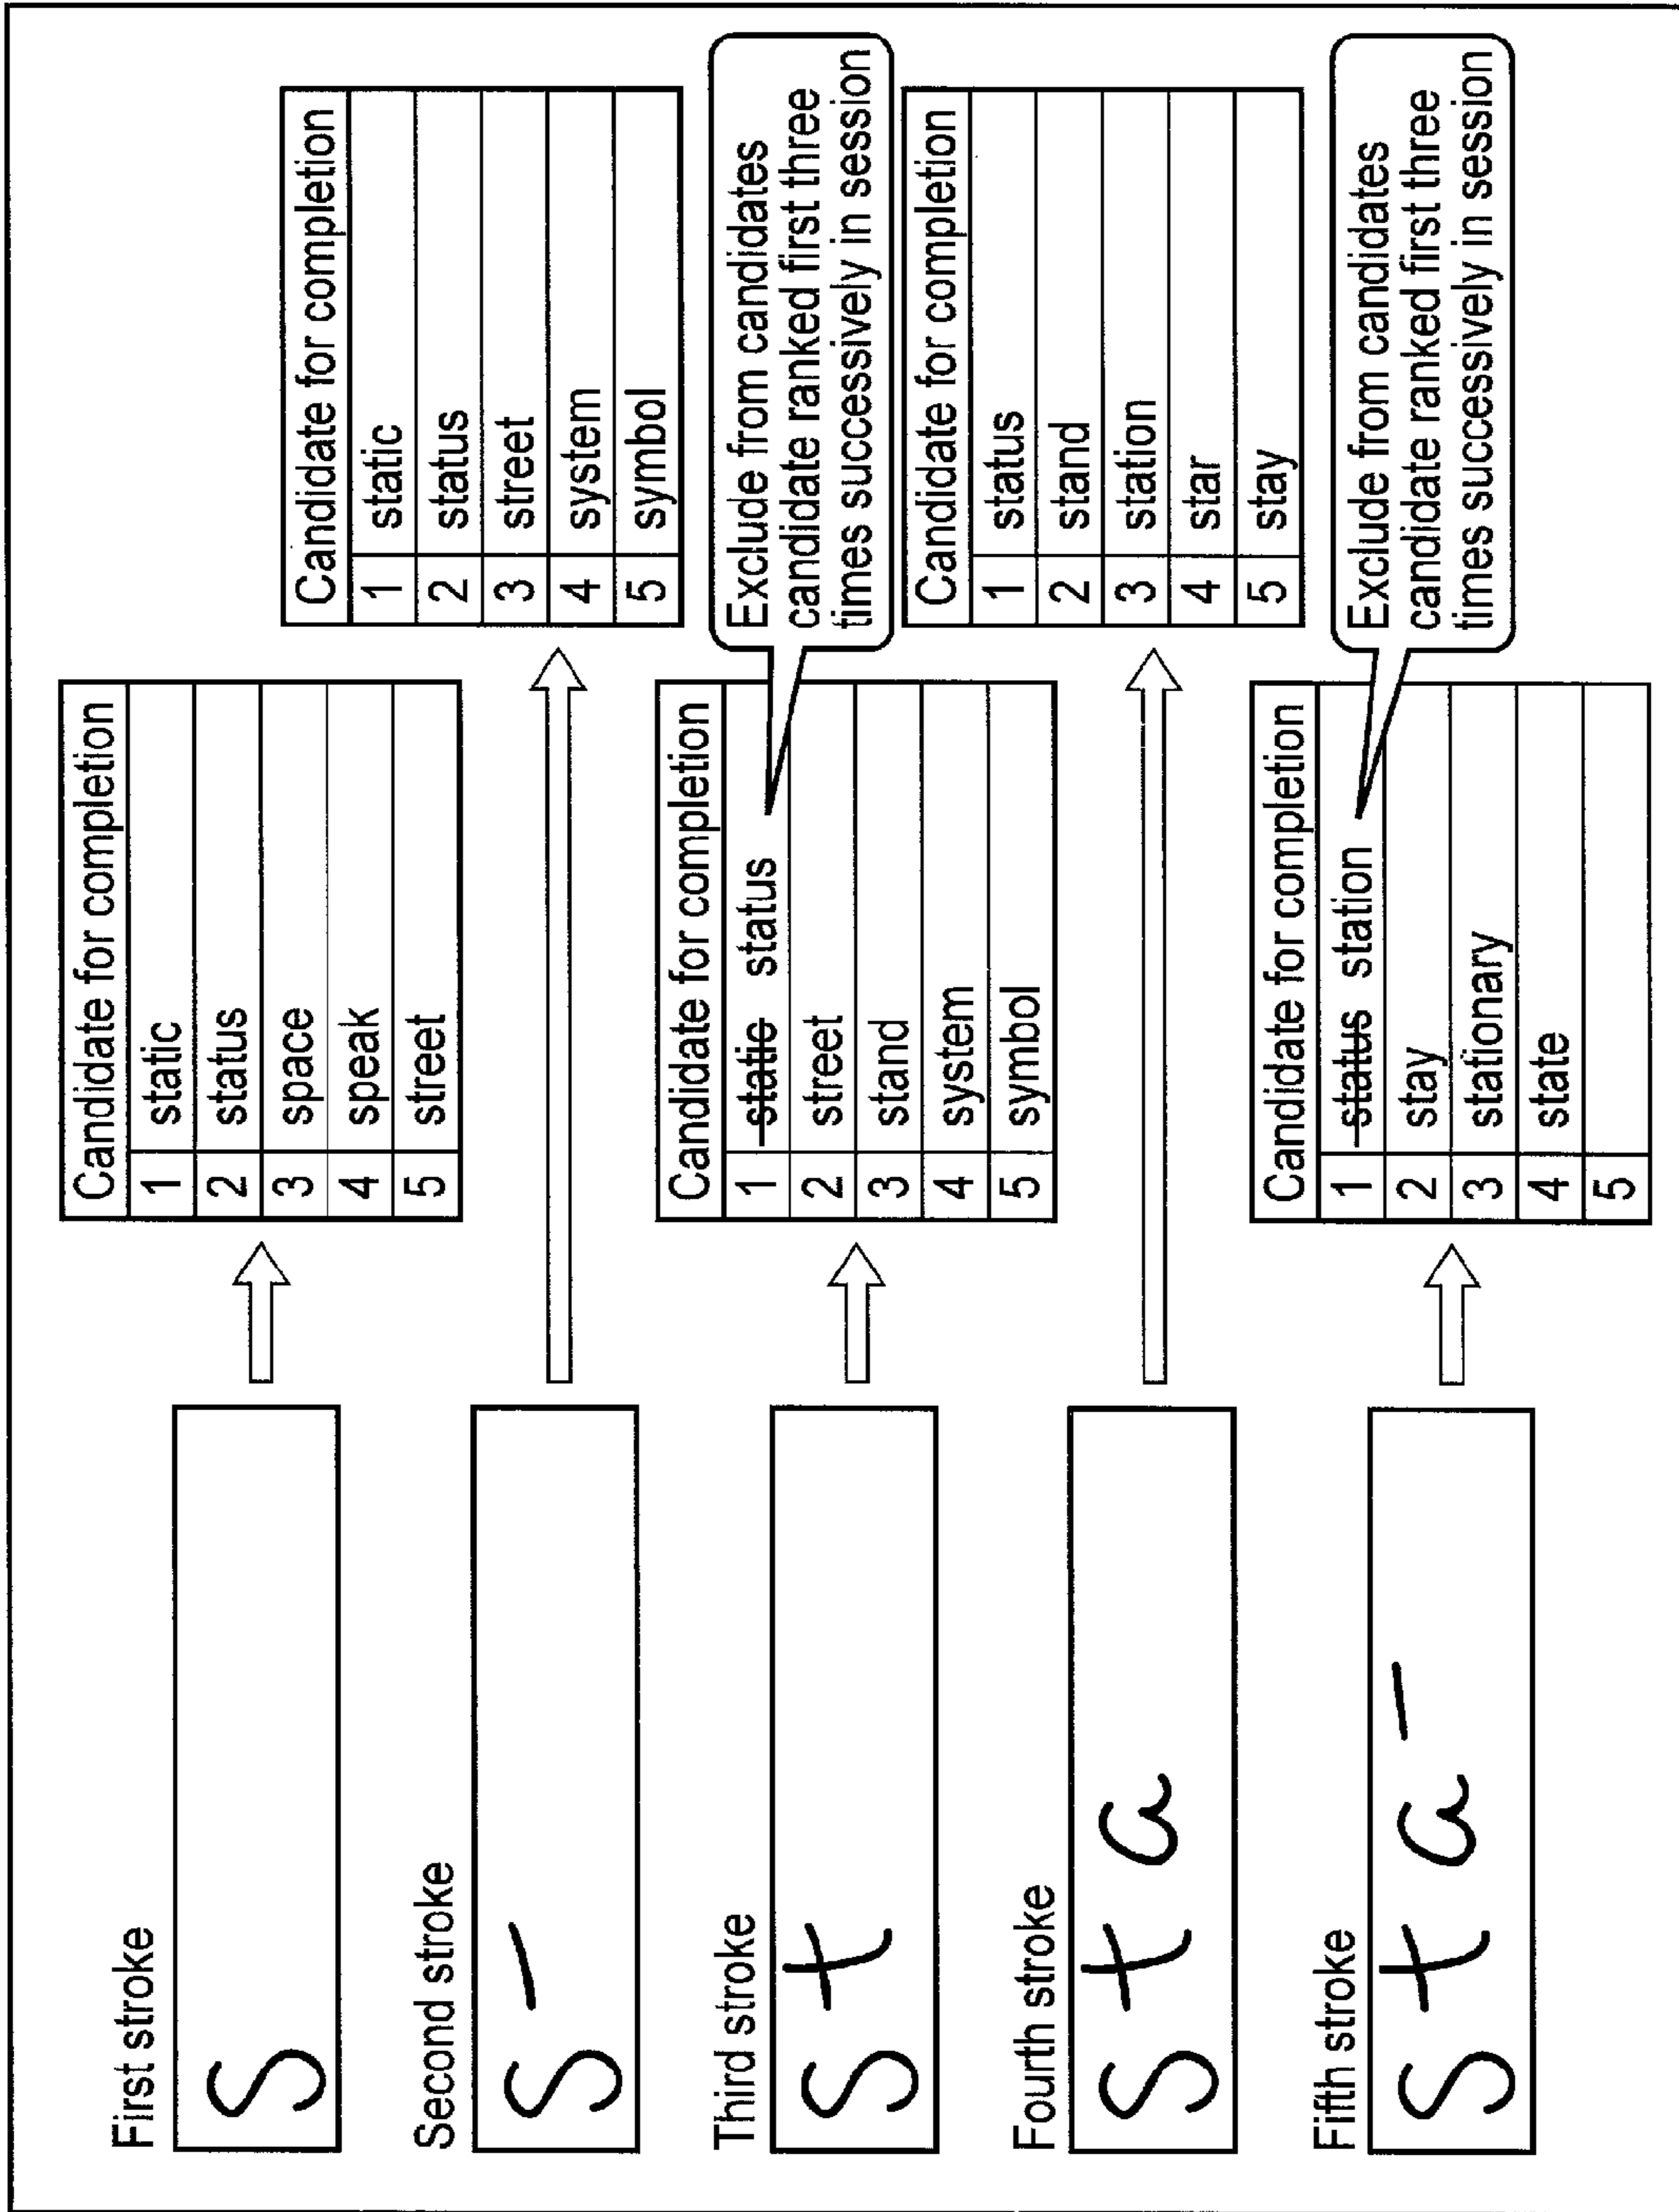 First stroke
S
Candidate for completion
1 static
2 status
3 space
4 speak
5 street
Second stroke
S -
Candidate for completion
1 static
2 status
3 street
4 system
5 symbol
Third stroke
S t
Candidate for completion
1 static status
2 street
3 stand
4 system
5 symbol
Exclude from candidates
candidate ranked first three
times successively in session
Fourth stroke
S t a
Candidate for completion
1 status
2 stand
3 station
4 star
5 stay
Fifth stroke
S t a -
Candidate for completion
1 status station
2 stay
3 stationary
4 state
5
Exclude from candidates
candidate ranked first three
times successively in session